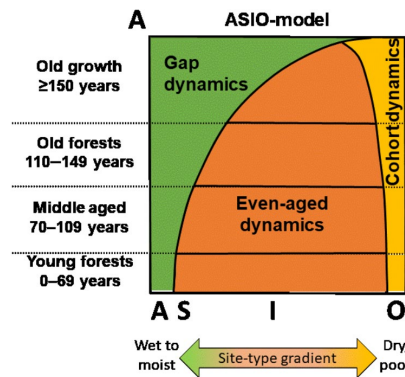 A
ASIO-model
Old growth
≥150 years
Gap
dynamics
Cohort dynamics
Old forests
110–149 years
Middle aged
70–109 years
Even-aged
dynamics
Young forests
0–69 years
A S I O
Wet to
moist
Site-type gradient
Dry,
poo